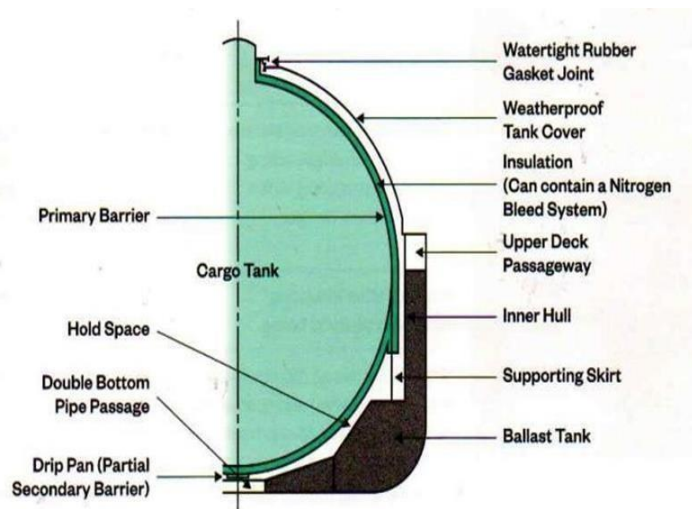 Watertight Rubber
Gasket Joint
Weatherproof
Tank Cover
Insulation
(Can contain a Nitrogen
Bleed System)
Primary Barrier
Upper Deck
Passageway
Cargo Tank
Hold Space
Inner Hull
Double Bottom
Pipe Passage
Supporting Skirt
Ballast Tank
Drip Pan (Partial
Secondary Barrier)